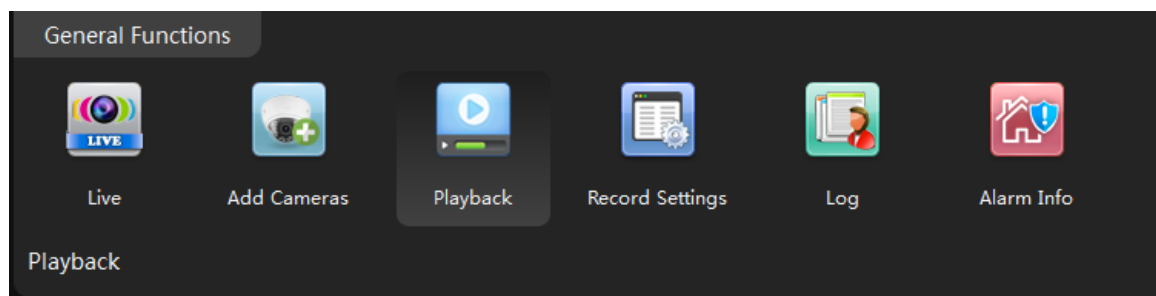 General Functions
LIVE
Live
Add Cameras
Playback
Record Settings
Log
Alarm Info
Playback